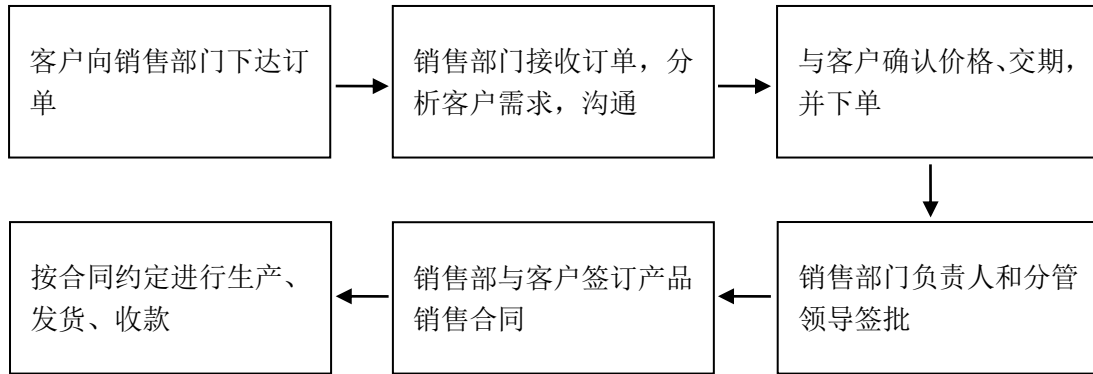 客户向销售部门下达订
单
销售部门接收订单，分
析客户需求，沟通
与客户确认价格、交期，
并下单
销售部门负责人和分管
领导签批
销售部与客户签订产品
销售合同
按合同约定进行生产、
发货、收款